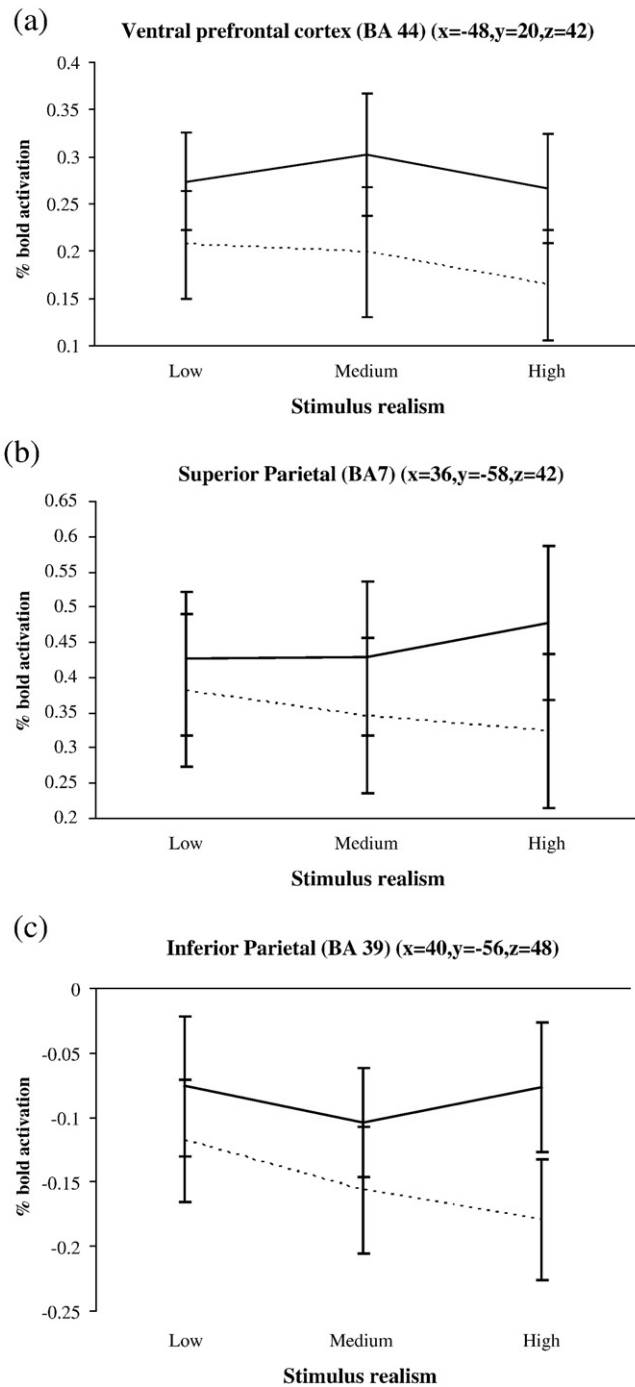 (a)
Ventral prefrontal cortex (BA 44) (x=-48,y=20,z=42)
0.4
0.35
0.3
0.25
0.2
0.15
0.1
% bold activation
Low Medium High
Stimulus realism
(b)
Superior Parietal (BA7) (x=36,y=-58,z=42)
0.65
0.6
0.55
0.5
0.45
0.4
0.35
0.3
0.25
0.2
% bold activation
Low Medium High
Stimulus realism
(c)
Inferior Parietal (BA 39) (x=40,y=-56,z=48)
0
-0.05
-0.1
-0.15
-0.2
-0.25
% bold activation
Low Medium High
Stimulus realism